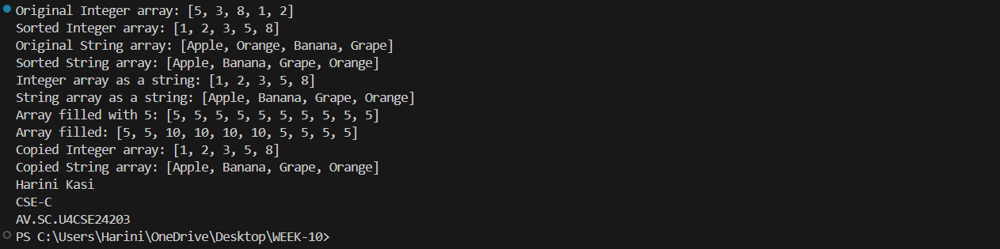 Original Integer array: [5, 3, 8, 1, 2]
Sorted Integer array: [1, 2, 3, 5, 8]
Original String array: [Apple, Orange, Banana, Grape]
Sorted String array: [Apple, Banana, Grape, Orange]
Integer array as a string: [1, 2, 3, 5, 8]
String array as a string: [Apple, Banana, Grape, Orange]
Array filled with 5: [5, 5, 5, 5, 5, 5, 5, 5, 5, 5]
Array filled: [5, 5, 10, 10, 10, 10, 5, 5, 5, 5]
Copied Integer array: [1, 2, 3, 5, 8]
Copied String array: [Apple, Banana, Grape, Orange]
Harini Kasi
CSE-C
AV.SC.U4CSE24203
PS C:\Users\Harini\OneDrive\Desktop\WEEK-10>